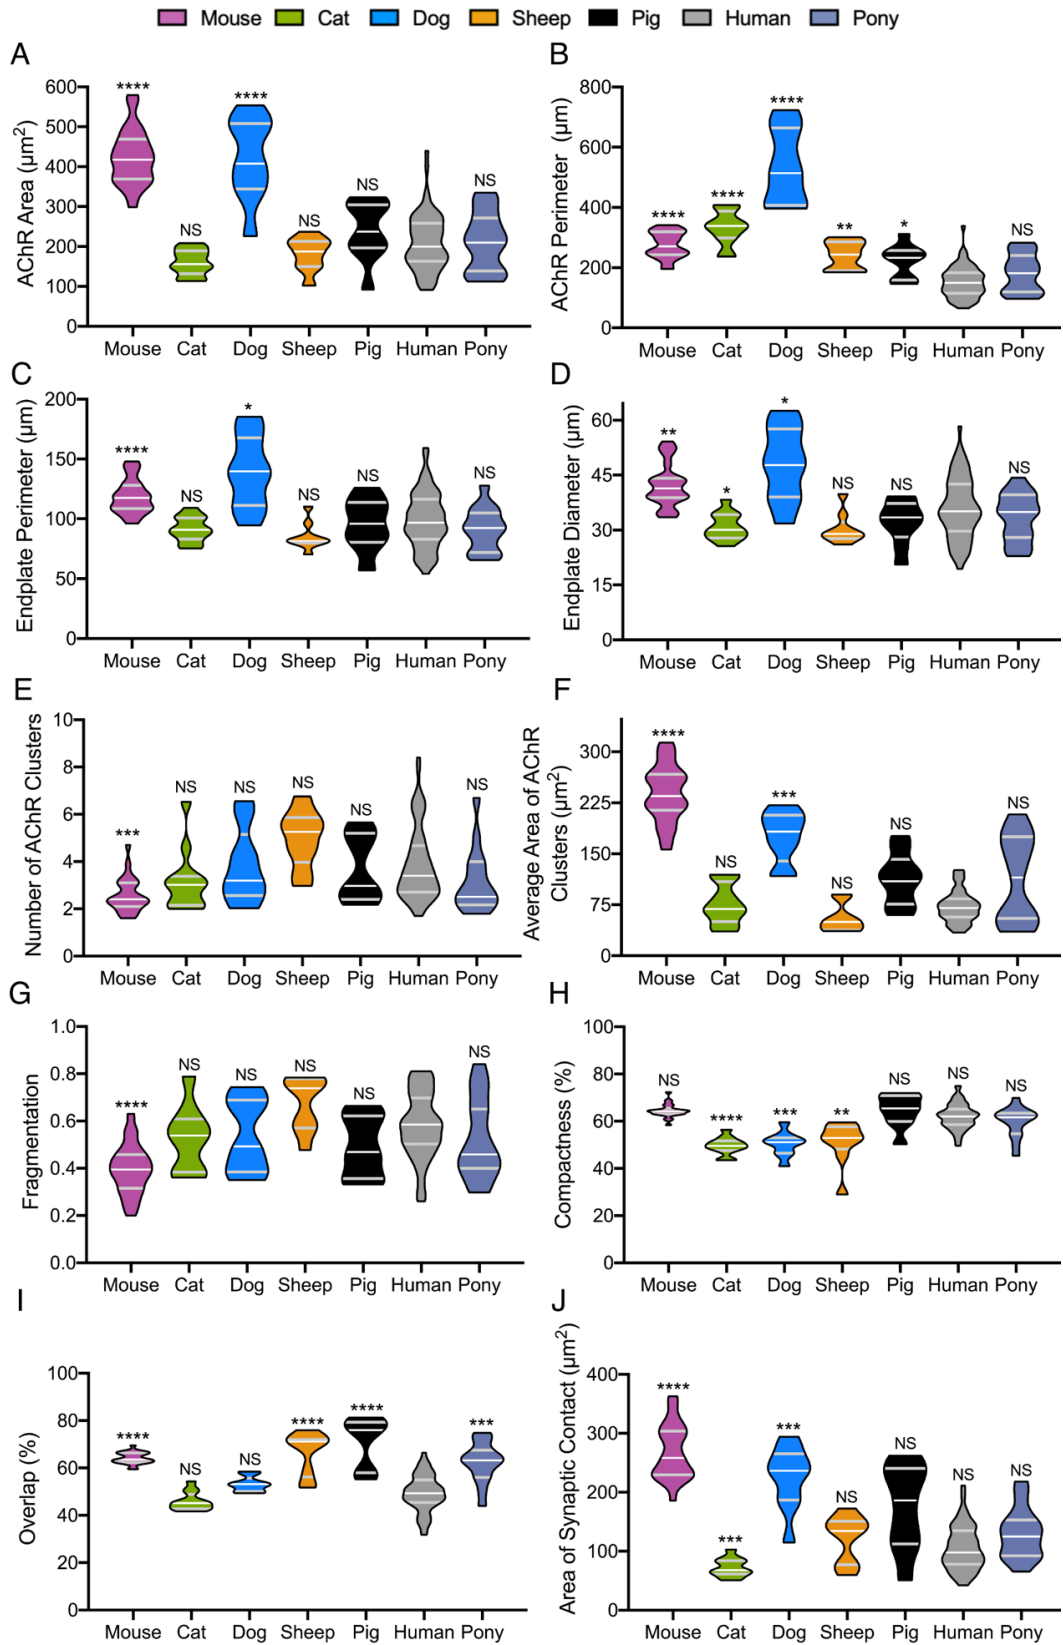 Mouse Cat Dog Sheep Pig Human Pony
A
AChR Area (µm²)
600
500
400
300
200
100
0
**** NS **** NS NS NS
Mouse Cat Dog Sheep Pig Human Pony
B
AChR Perimeter (µm)
800
600
400
200
0
**** **** **** ** * NS
Mouse Cat Dog Sheep Pig Human Pony
C
Endplate Perimeter (µm)
200
150
100
50
0
**** NS * NS NS NS
Mouse Cat Dog Sheep Pig Human Pony
D
Endplate Diameter (µm)
60
45
30
15
0
** * * NS NS NS
Mouse Cat Dog Sheep Pig Human Pony
E
Number of AChR Clusters
10
8
6
4
2
0
*** NS NS NS NS NS
Mouse Cat Dog Sheep Pig Human Pony
F
Average Area of AChR
Clusters (µm²)
300
225
150
75
0
**** NS *** NS NS NS
Mouse Cat Dog Sheep Pig Human Pony
G
Fragmentation
1.0
0.8
0.6
0.4
0.2
0.0
**** NS NS NS NS NS
Mouse Cat Dog Sheep Pig Human Pony
H
Compactness (%)
100
80
60
40
20
0
NS **** *** ** NS NS NS
Mouse Cat Dog Sheep Pig Human Pony
I
Overlap (%)
100
80
60
40
20
0
**** NS NS **** **** ***
Mouse Cat Dog Sheep Pig Human Pony
J
Area of Synaptic Contact (µm²)
400
300
200
100
0
**** *** *** NS NS NS NS
Mouse Cat Dog Sheep Pig Human Pony